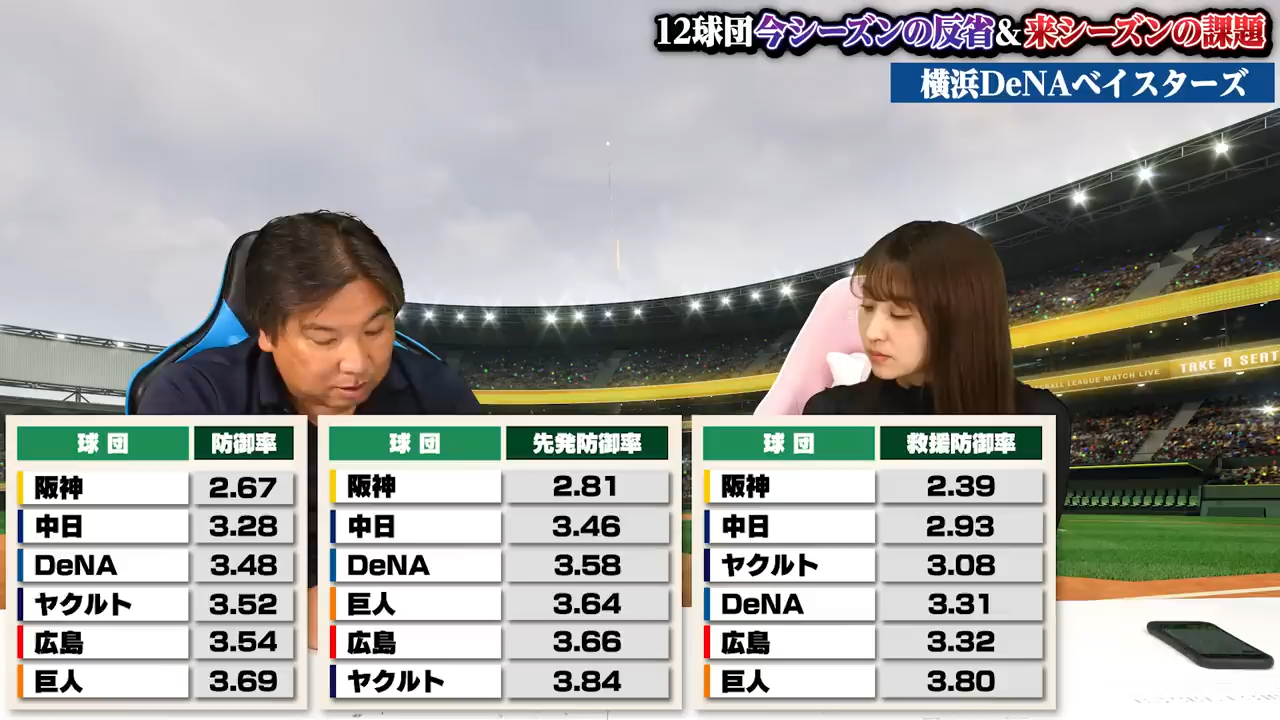 12球団今シーズンの反省&来シーズンの課題
横浜DeNAベイスターズ
TAKE A SEAT
BALL LEAGUE MATCH LIVE
球団 防御率
阪神 2.67
中日 3.28
DeNA 3.48
ヤクルト 3.52
広島 3.54
巨人 3.69
球団 先発防御率
阪神 2.81
中日 3.46
DeNA 3.58
巨人 3.64
広島 3.66
ヤクルト 3.84
球団 救援防御率
阪神 2.39
中日 2.93
ヤクルト 3.08
DeNA 3.31
広島 3.32
巨人 3.80